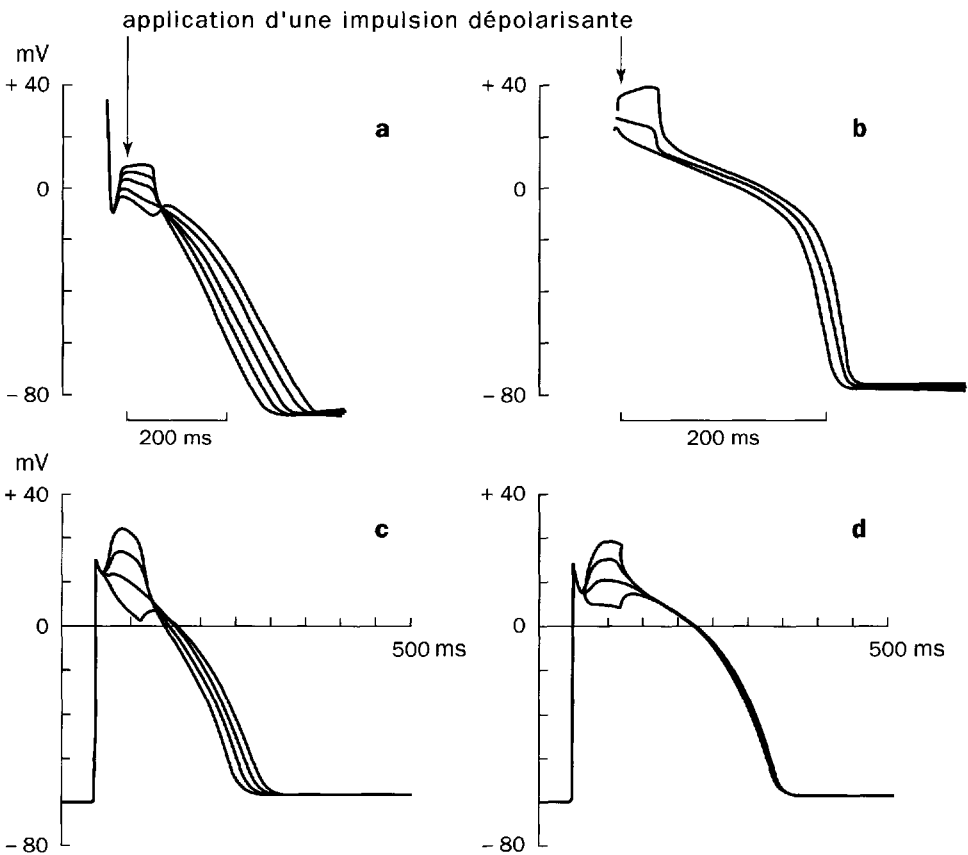 application d'une impulsion dépolarisante
mV
+ 40
0
– 80
a
200 ms
+ 40
0
– 80
b
200 ms
mV
+ 40
0
– 80
c
500 ms
+ 40
0
– 80
d
500 ms